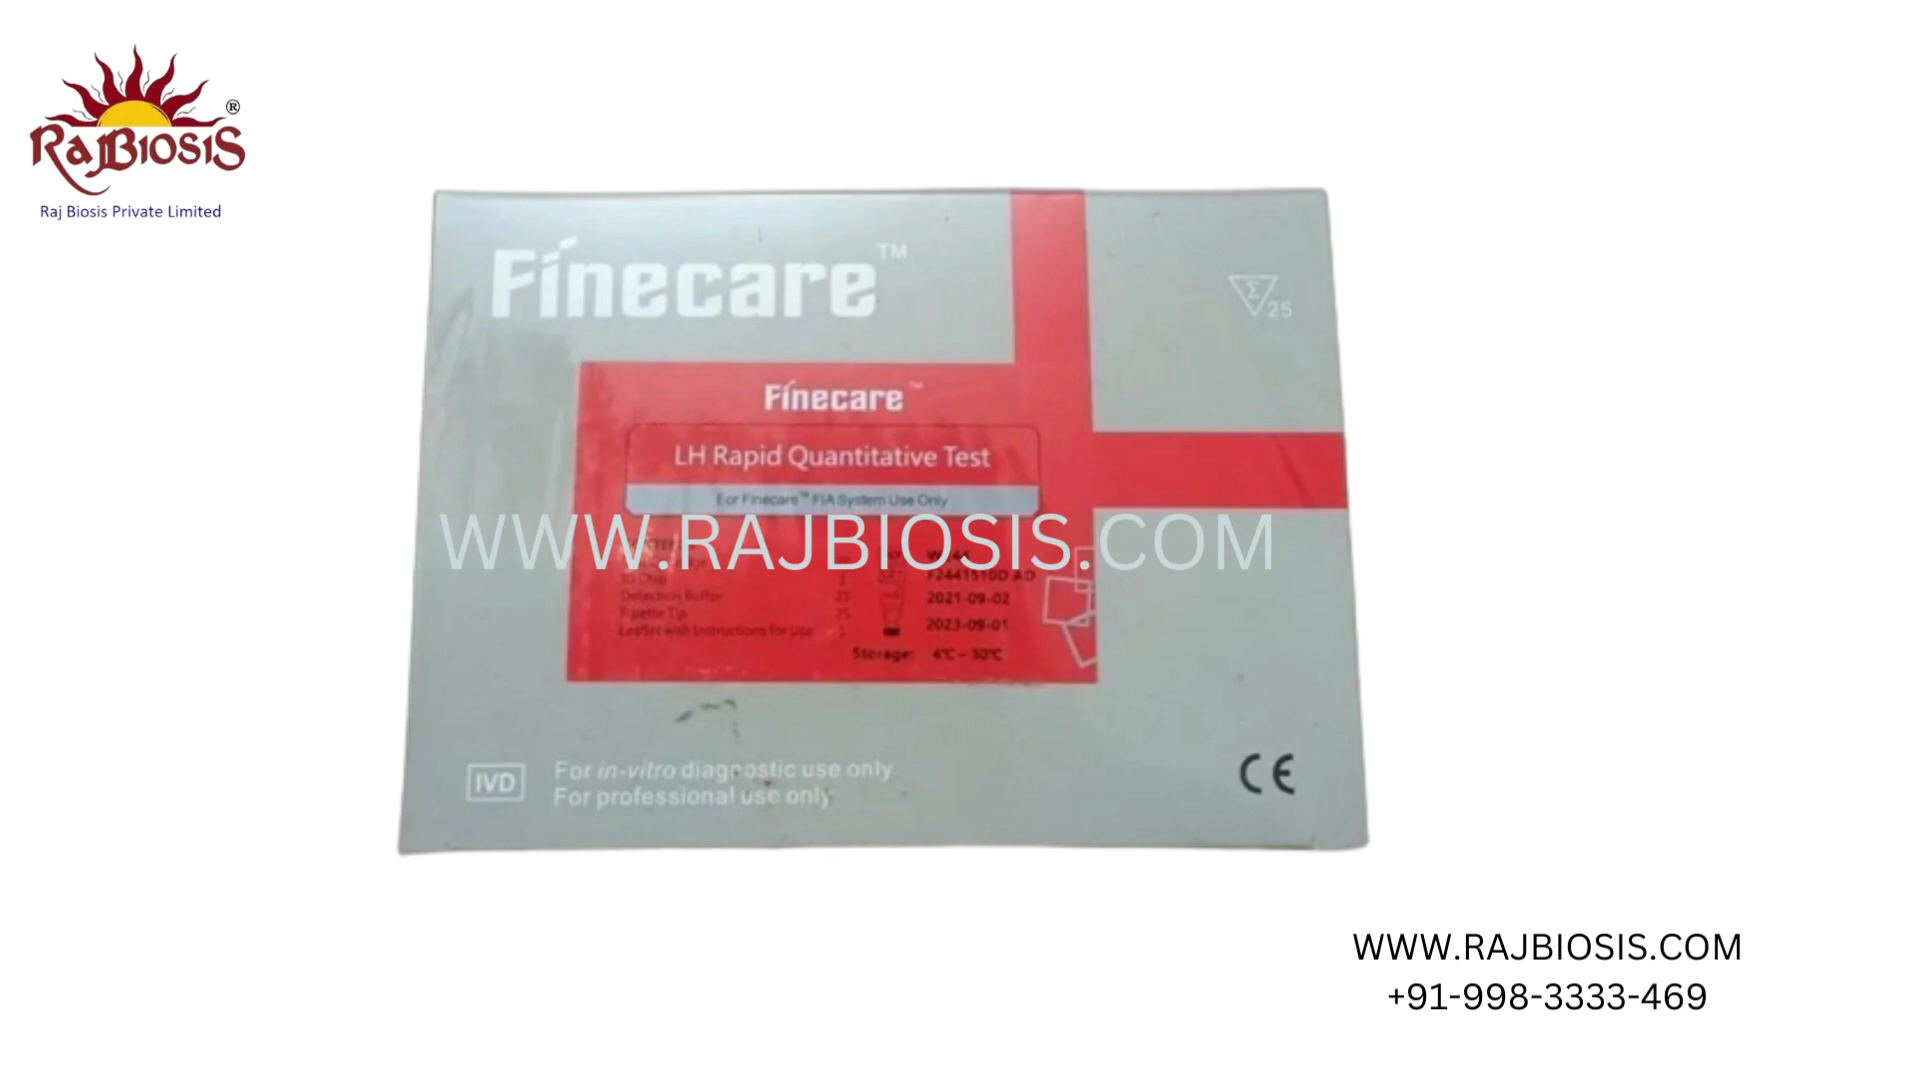 RajBiosis®
Raj Biosis Private Limited
Finecare™
Σ 25
Finecare™
LH Rapid Quantitative Test
For Finecare™ FIA System Use Only
WWW.RAJBIOSIS.COM
ID Chip 1
Detection Buffer 25
Pipette Tip 25
Leaflet with Instructions for Use 1
2021-09-02
2023-09-01
Storage: 4℃ - 30℃
IVD
For in-vitro diagnostic use only
For professional use only
CE
WWW.RAJBIOSIS.COM
+91-998-3333-469